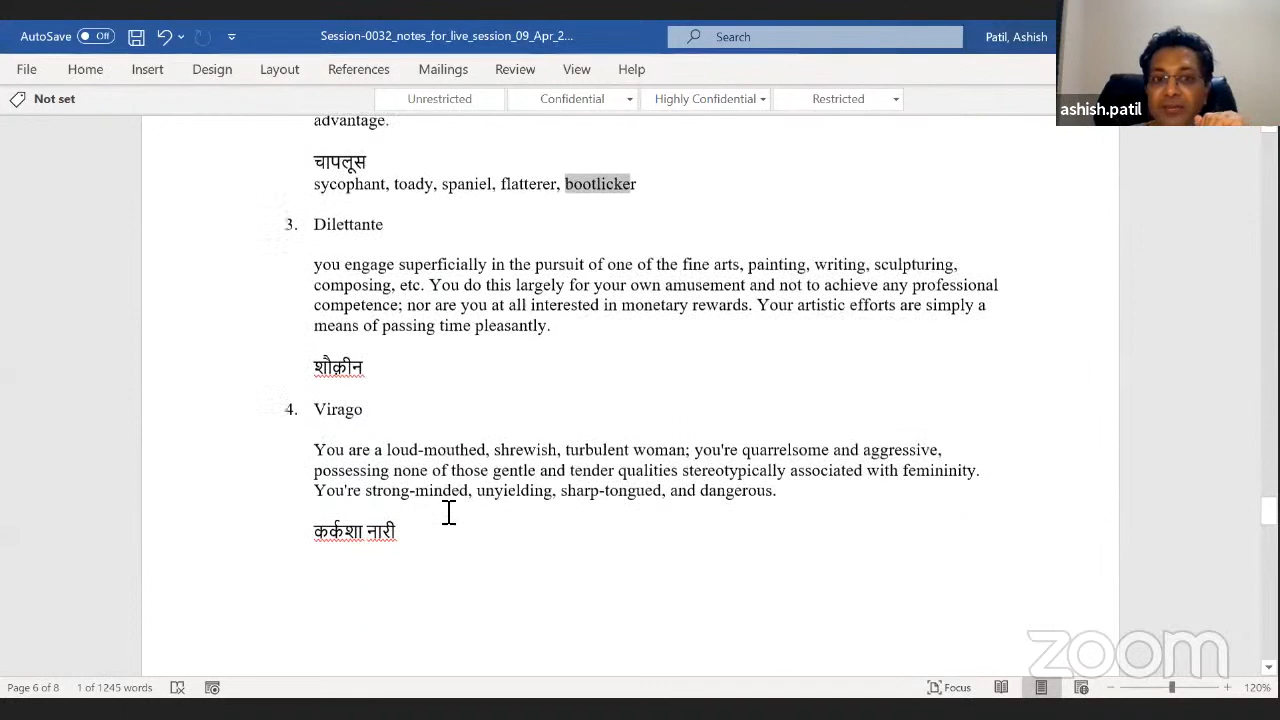 AutoSave Off Session-0032_notes_for_live_session_09_Apr_2... Search Patil, Ashish
File Home Insert Design Layout References Mailings Review View Help
Not set Unrestricted Confidential Highly Confidential Restricted
ashish.patil
advantage.
चापलूस
sycophant, toady, spaniel, flatterer, bootlicker
3. Dilettante
you engage superficially in the pursuit of one of the fine arts, painting, writing, sculpturing,
composing, etc. You do this largely for your own amusement and not to achieve any professional
competence; nor are you at all interested in monetary rewards. Your artistic efforts are simply a
means of passing time pleasantly.
शौक़ीन
4. Virago
You are a loud-mouthed, shrewish, turbulent woman; you're quarrelsome and aggressive,
possessing none of those gentle and tender qualities stereotypically associated with femininity.
You're strong-minded, unyielding, sharp-tongued, and dangerous.
कर्कशा नारी
zoom
Page 6 of 8 1 of 1245 words Focus 120%